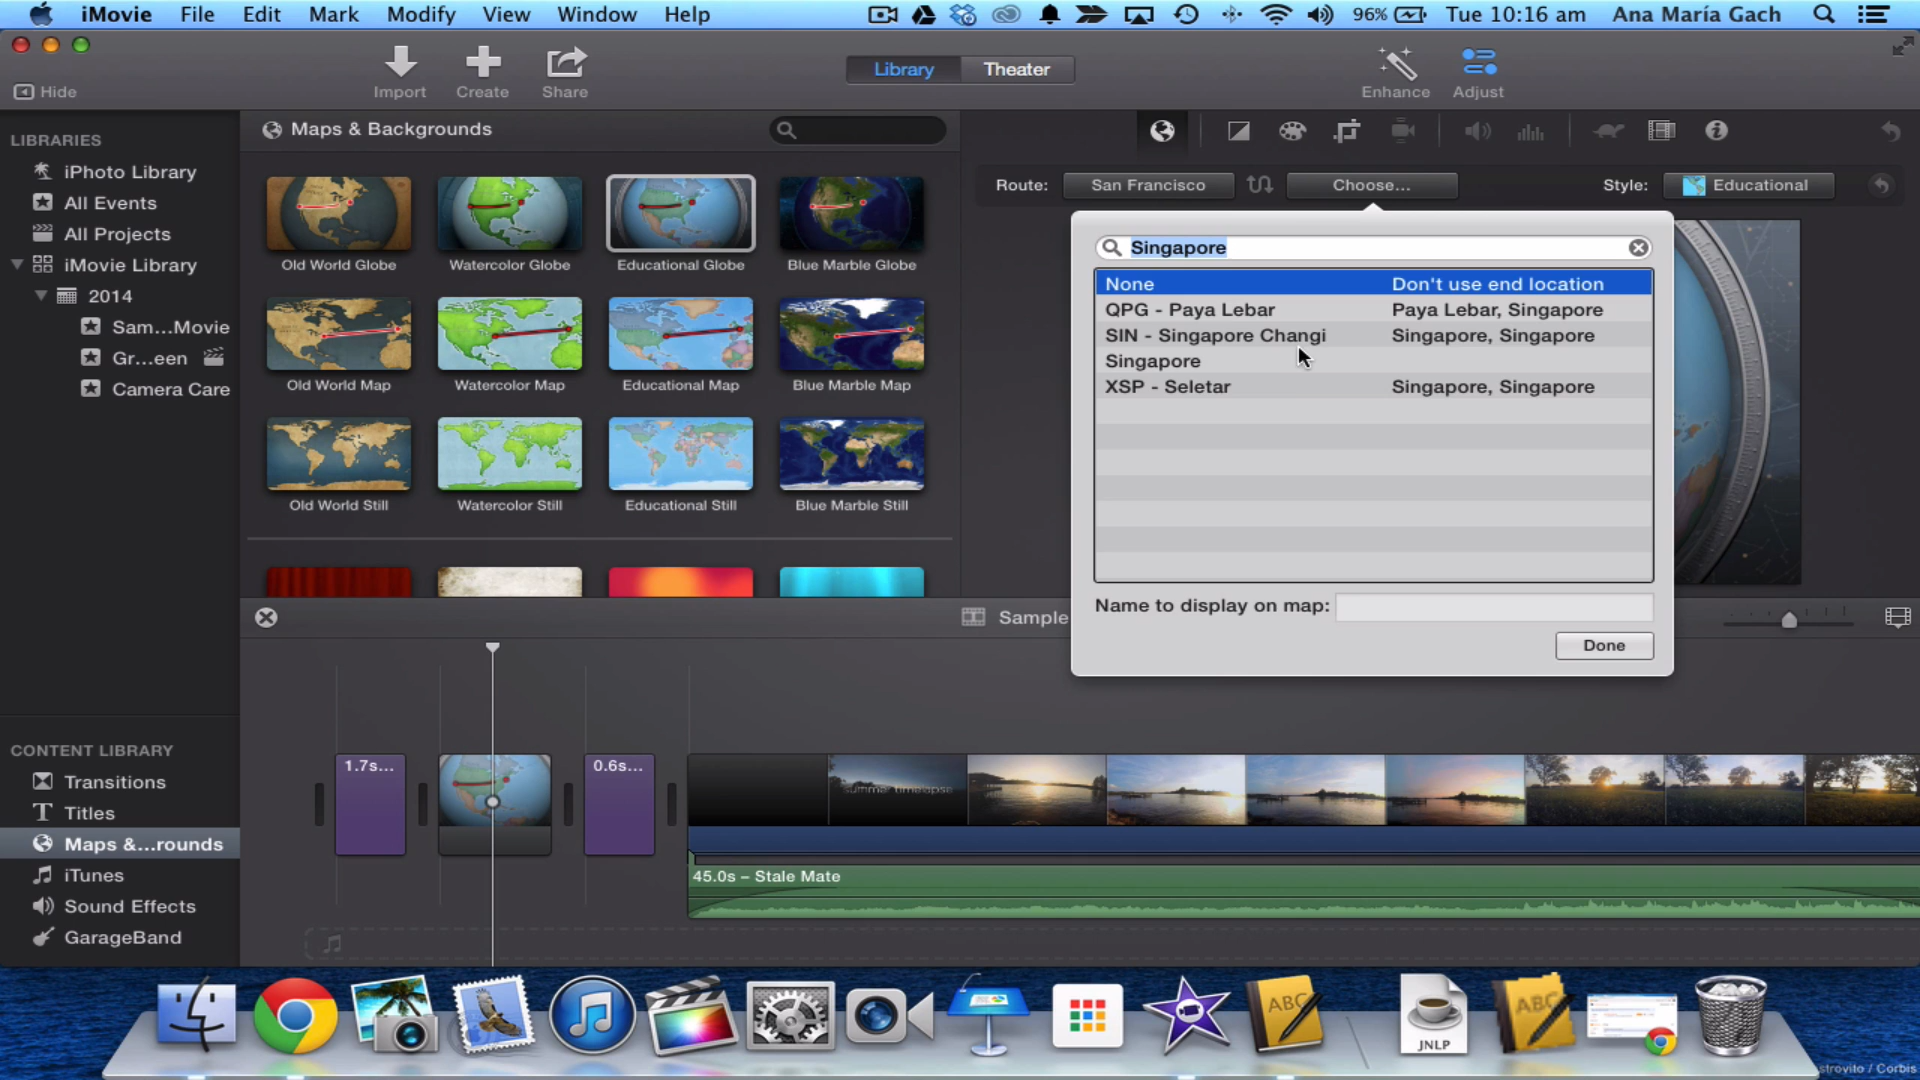 iMovie File Edit Mark Modify View Window Help 96% Tue 10:16 am Ana María Gach
Hide Import Create Share Library Theater Enhance Adjust
LIBRARIES
iPhoto Library
All Events
All Projects
iMovie Library
2014
Sam...Movie
Gr...een
Camera Care
Maps & Backgrounds
Old World Globe Watercolor Globe Educational Globe Blue Marble Globe
Old World Map Watercolor Map Educational Map Blue Marble Map
Old World Still Watercolor Still Educational Still Blue Marble Still
Route: San Francisco Choose... Style: Educational
Singapore
None Don't use end location
QPG - Paya Lebar Paya Lebar, Singapore
SIN - Singapore Changi Singapore, Singapore
Singapore
XSP - Seletar Singapore, Singapore
Name to display on map:
Done
Sample
CONTENT LIBRARY
Transitions
Titles
Maps &...rounds
iTunes
Sound Effects
GarageBand
1.7s... 0.6s...
summer timelapse
45.0s – Stale Mate
ABC ABC
JNLP
strovito / Corbis